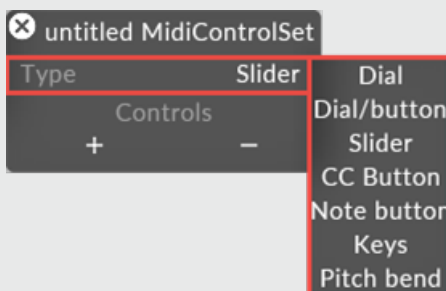 untitled MidiControlSet
Type Slider
Controls
+ −
Dial
Dial/button
Slider
CC Button
Note button
Keys
Pitch bend